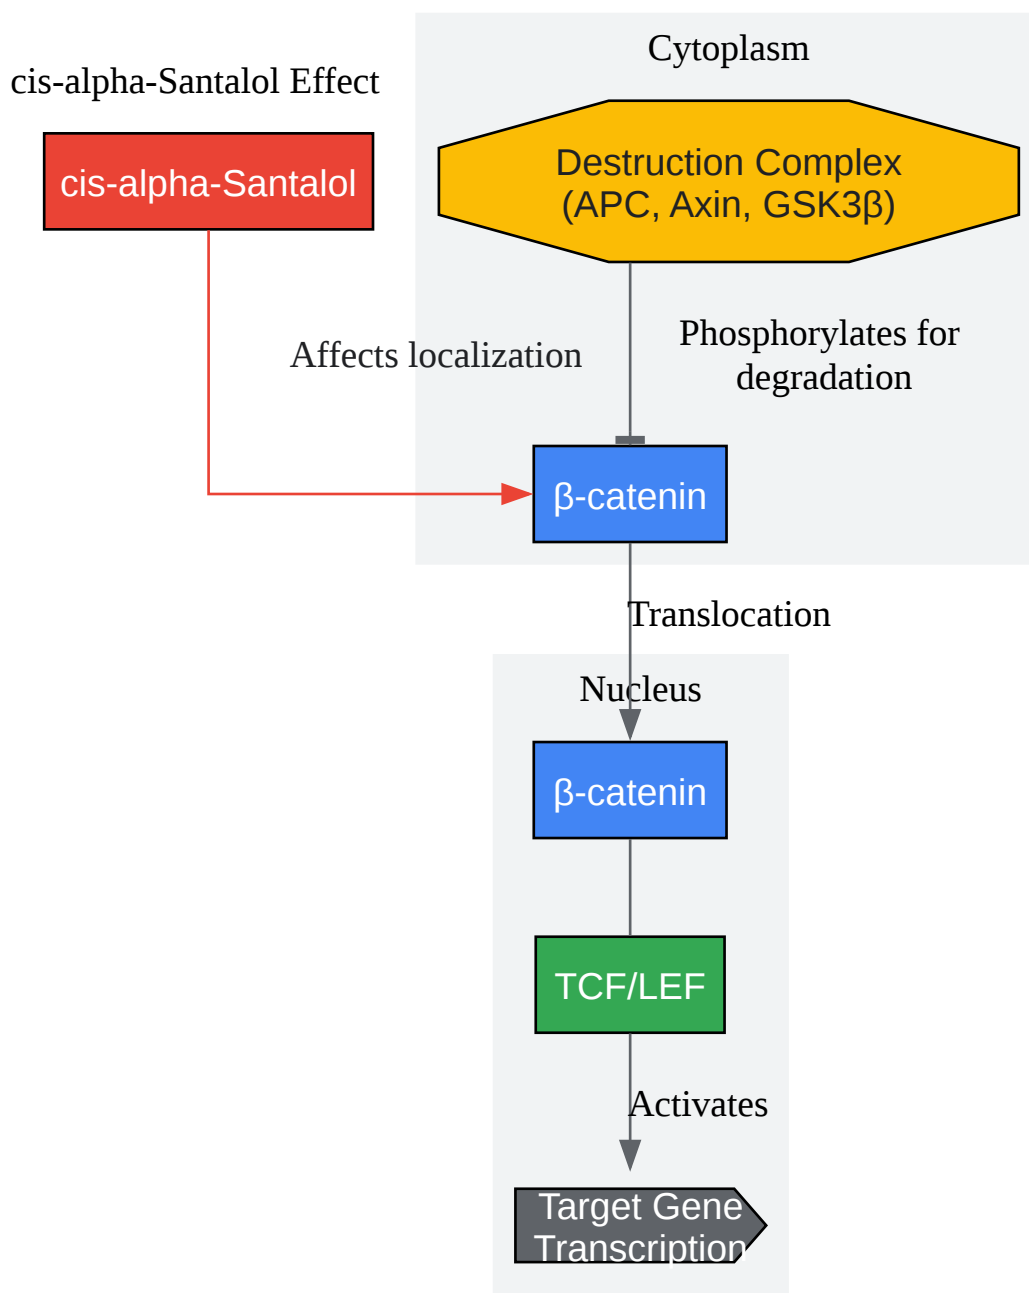 Cytoplasm
cis-alpha-Santalol Effect
cis-alpha-Santalol
Destruction Complex
(APC, Axin, GSK3β)
Affects localization
Phosphorylates for
degradation
β-catenin
Translocation
Nucleus
β-catenin
TCF/LEF
Activates
Target Gene
Transcription